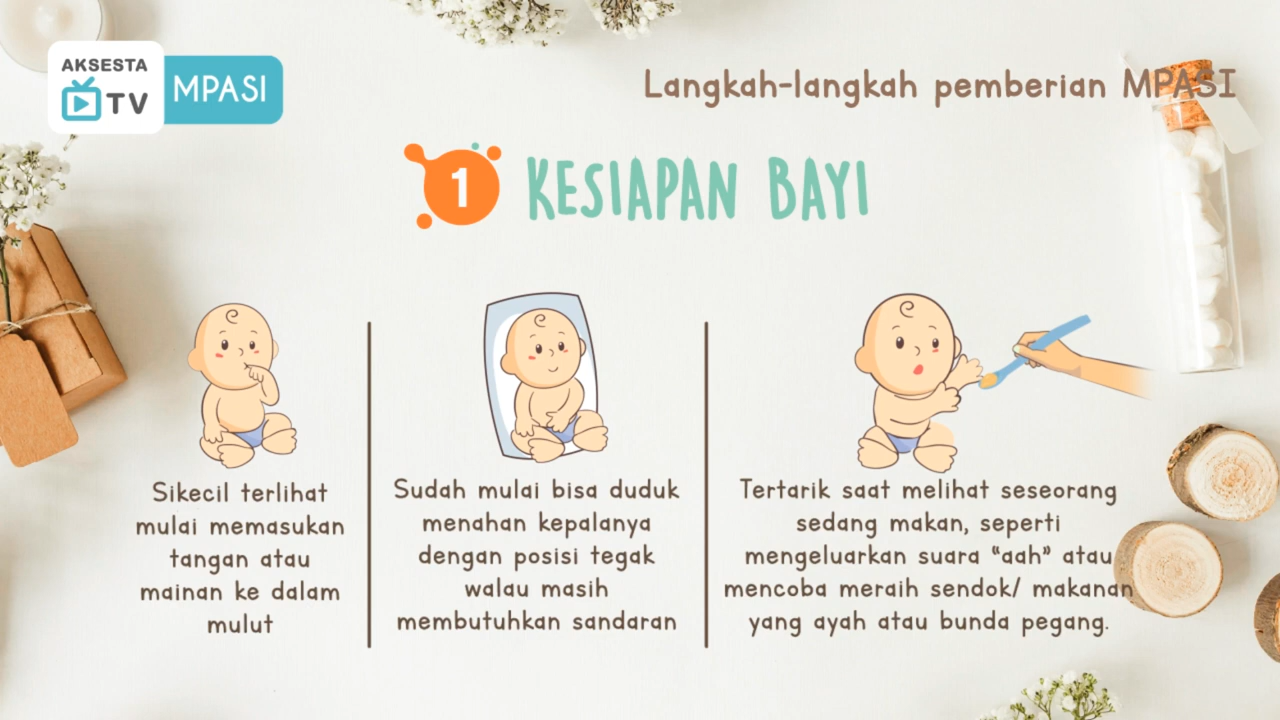 AKSESTA
TV
MPASI
Langkah-langkah pemberian MPASI
1 KESIAPAN BAYI
Sikecil terlihat
mulai memasukan
tangan atau
mainan ke dalam
mulut
Sudah mulai bisa duduk
menahan kepalanya
dengan posisi tegak
walau masih
membutuhkan sandaran
Tertarik saat melihat seseorang
sedang makan, seperti
mengeluarkan suara “aah” atau
mencoba meraih sendok/ makanan
yang ayah atau bunda pegang.